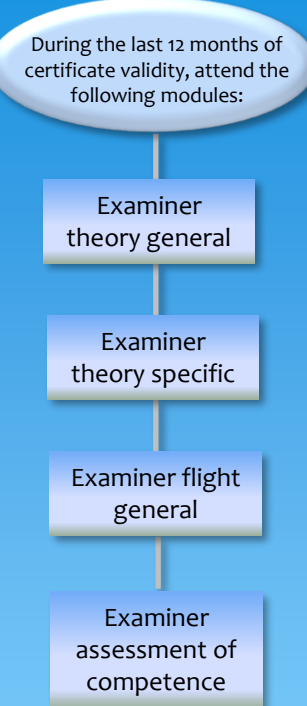 During the last 12 months of
certificate validity, attend the
following modules:
Examiner
theory general
Examiner
theory specific
Examiner flight
general
Examiner
assessment of
competence